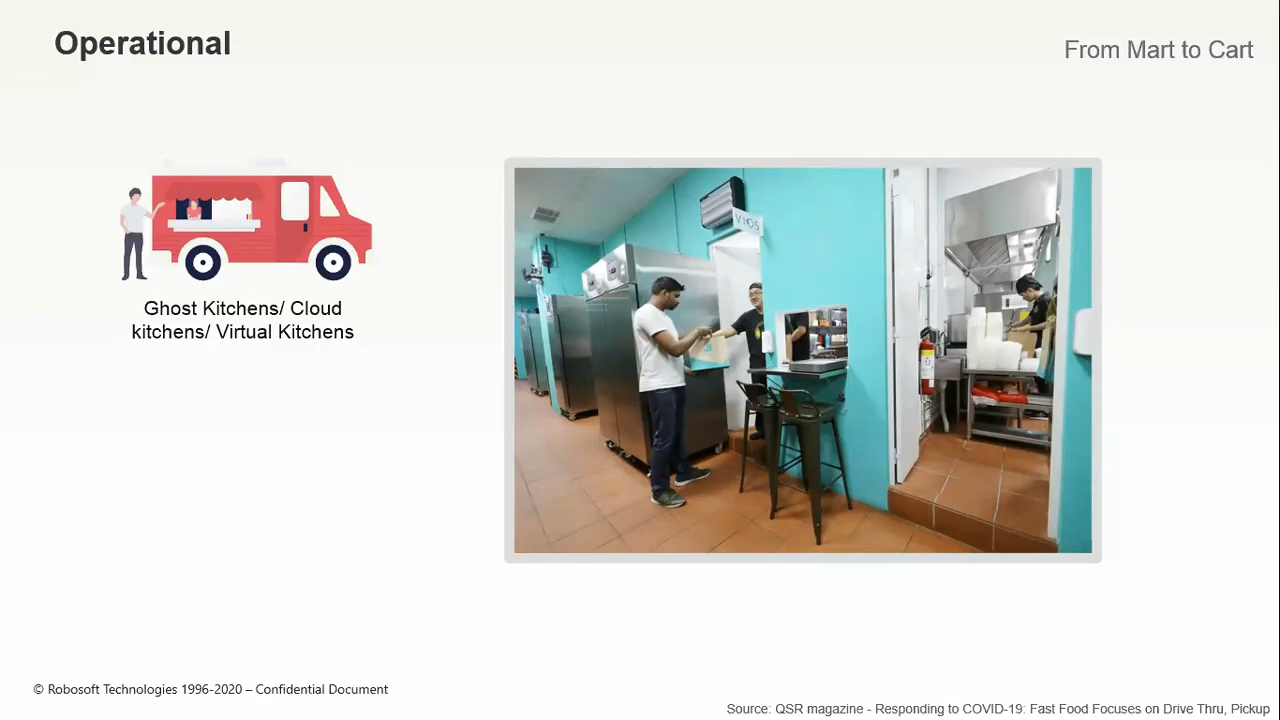 Operational
From Mart to Cart
VIOS
Ghost Kitchens/ Cloud
kitchens/ Virtual Kitchens
© Robosoft Technologies 1996-2020 – Confidential Document
Source: QSR magazine - Responding to COVID-19: Fast Food Focuses on Drive Thru, Pickup